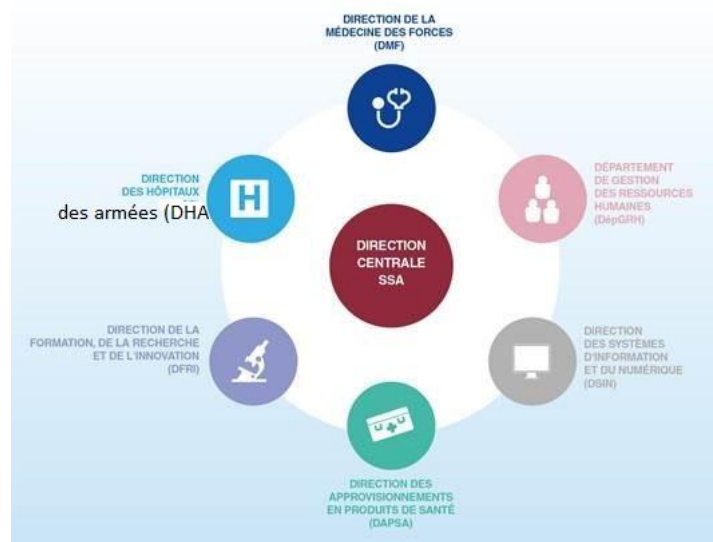 DIRECTION DE LA
MÉDECINE DES FORCES
(DMF)
DIRECTION
DES HÔPITAUX
des armées (DHA
H
DÉPARTEMENT
DE GESTION
DES RESSOURCES
HUMAINES
(DépGRH)
DIRECTION
CENTRALE
SSA
DIRECTION DE LA
FORMATION, DE LA RECHERCHE
ET DE L'INNOVATION
(DFRI)
DIRECTION
DES SYSTÈMES
D'INFORMATION
ET DU NUMÉRIQUE
(DSIN)
DIRECTION DES
APPROVISIONNEMENTS
EN PRODUITS DE SANTÉ
(DAPSA)